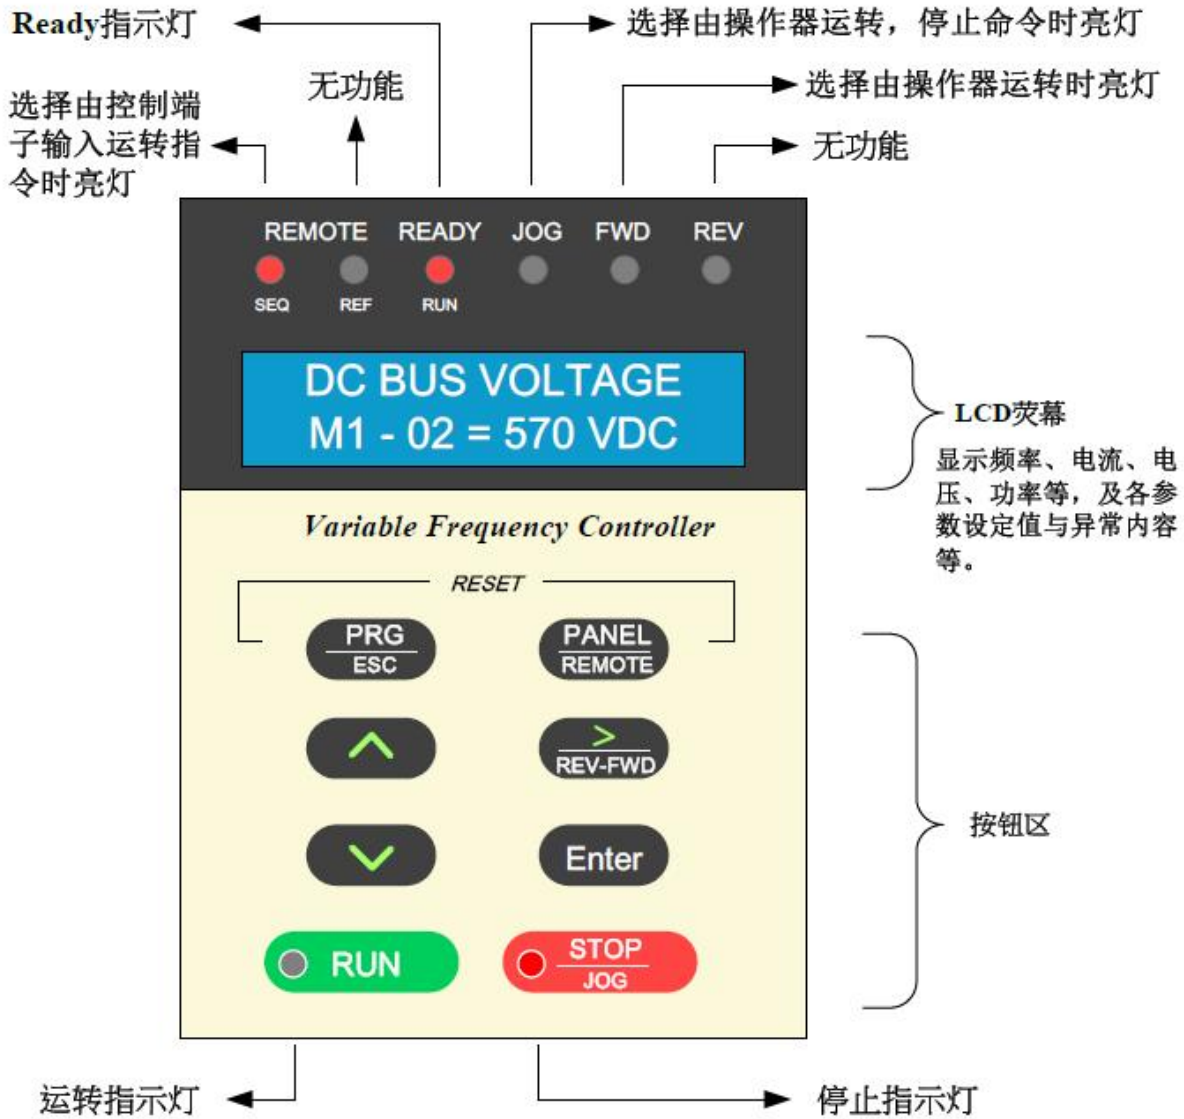 Ready指示灯
选择由操作器运转，停止命令时亮灯
无功能
选择由操作器运转时亮灯
选择由控制端
子输入运转指
令时亮灯
无功能
REMOTE READY JOG FWD REV
SEQ REF RUN
DC BUS VOLTAGE
M1 - 02 = 570 VDC
LCD荧幕
显示频率、电流、电
压、功率等，及各参
数设定值与异常内容
等。
Variable Frequency Controller
RESET
PRG
ESC
PANEL
REMOTE
>
REV-FWD
Enter
按钮区
RUN
STOP
JOG
运转指示灯
停止指示灯